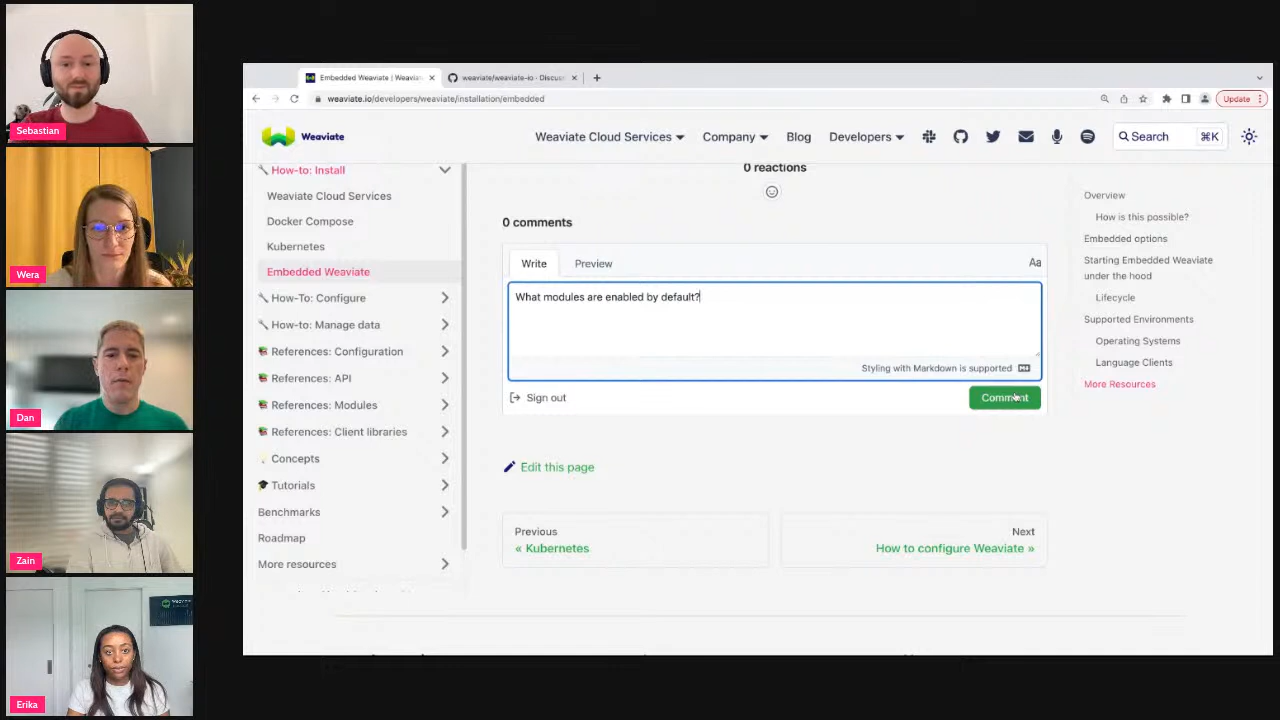 Sebastian
Wera
Dan
Zain
Erika
Embedded Weaviate | Weaviat
weaviate/weaviate-io · Discus
weaviate.io/developers/weaviate/installation/embedded
Update
Weaviate
Weaviate Cloud Services
Company
Blog
Developers
Search
⌘K
How-to: Install
Weaviate Cloud Services
Docker Compose
Kubernetes
Embedded Weaviate
How-To: Configure
How-to: Manage data
References: Configuration
References: API
References: Modules
References: Client libraries
Concepts
Tutorials
Benchmarks
Roadmap
More resources
0 reactions
0 comments
Write
Preview
Aa
What modules are enabled by default?
Styling with Markdown is supported
Sign out
Comment
Edit this page
Previous
« Kubernetes
Next
How to configure Weaviate »
Overview
How is this possible?
Embedded options
Starting Embedded Weaviate
under the hood
Lifecycle
Supported Environments
Operating Systems
Language Clients
More Resources